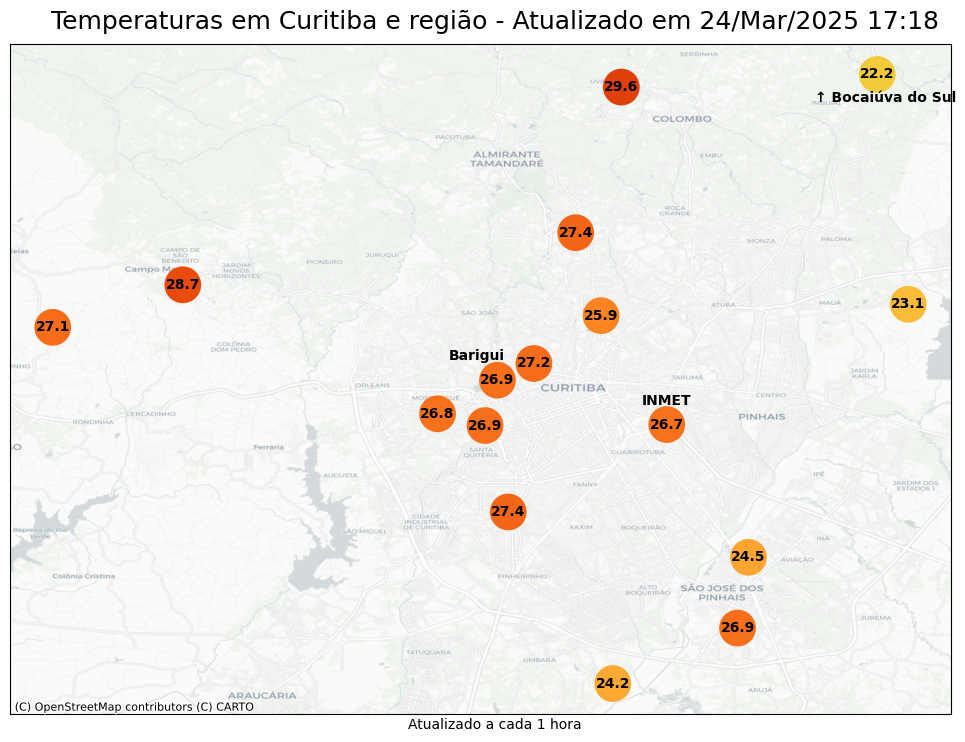 Temperaturas em Curitiba e região - Atualizado em 24/Mar/2025 17:18
SERRINHA
22.2
29.6
↑ Bocaiúva do Sul
COLOMBO
PACOTUBA
ALMIRANTE
TAMANDARÉ
EMBU
ROÇA
GRANDE
27.4
MONZA
PALOMA
CAMPO DE
SÃO
BENEDITO
JURUQUI
PIONEIRO
JARDIM
NOVOS
HORIZONTES
28.7
23.1
MAUÁ
ATUBA
SÃO JOÃO
25.9
27.1
COLÔNIA
DOM PEDRO
Barigui
27.2
JARDIM
KARLA
TARUMÃ
26.9
ORLEANS
CURITIBA
CENTRO
INMET
26.8
CERCADINHO
RONDINHA
PINHAIS
26.9
26.7
Ferraria
SANTA
QUITÉRIA
GUABIROTUBA
AUGUSTA
IPÊ
FANNY
JARDIM DOS
ESTADOS 1
27.4
CIDADE
INDUSTRIAL
DE CURITIBA
XAXIM
BOQUEIRÃO
SÃO MIGUEL
Represa do Rio
Verde
INÁ
24.5
AVIAÇÃO
Colônia Cristina
PINHEIRINHO
ALTO
BOQUEIRÃO
SÃO JOSÉ DOS
PINHAIS
JUREMA
26.9
TATUQUARA
UMBARÁ
24.2
ARUJÁ
ARAUCÁRIA
(C) OpenStreetMap contributors (C) CARTO
Atualizado a cada 1 hora